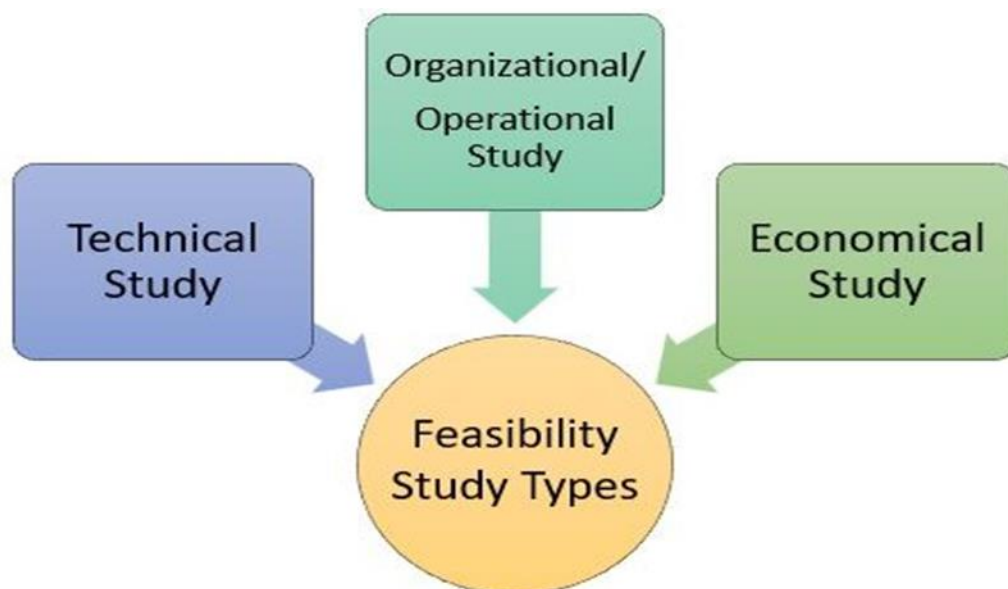 Organizational/
Operational
Study
Technical
Study
Economical
Study
Feasibility
Study Types